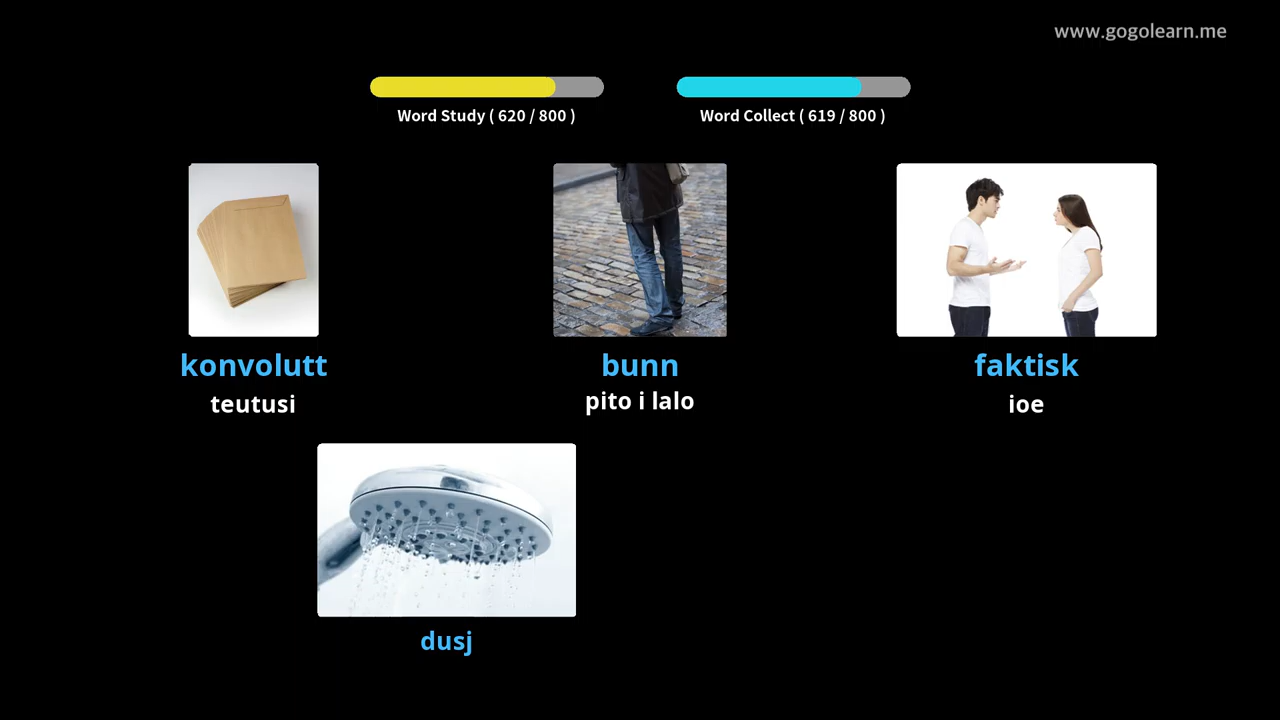 www.gogolearn.me
Word Study ( 620 / 800 )
Word Collect ( 619 / 800 )
konvolutt
teutusi
bunn
pito i lalo
faktisk
ioe
dusj